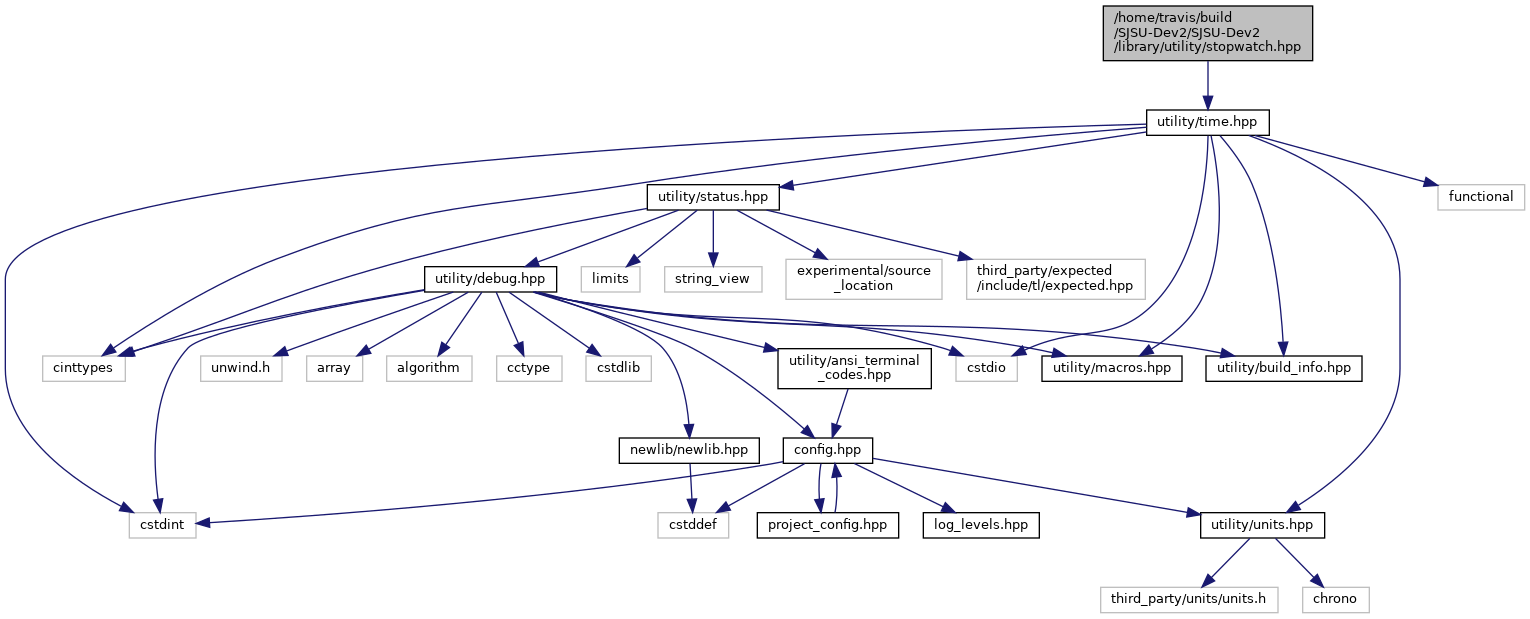 /home/travis/build
/SJSU-Dev2/SJSU-Dev2
/library/utility/stopwatch.hpp
utility/time.hpp
utility/status.hpp
functional
utility/debug.hpp
limits
string_view
experimental/source
_location
third_party/expected
/include/tl/expected.hpp
cinttypes
unwind.h
array
algorithm
cctype
cstdlib
utility/ansi_terminal
_codes.hpp
cstdio
utility/macros.hpp
utility/build_info.hpp
newlib/newlib.hpp
config.hpp
cstdint
cstddef
project_config.hpp
log_levels.hpp
utility/units.hpp
third_party/units/units.h
chrono